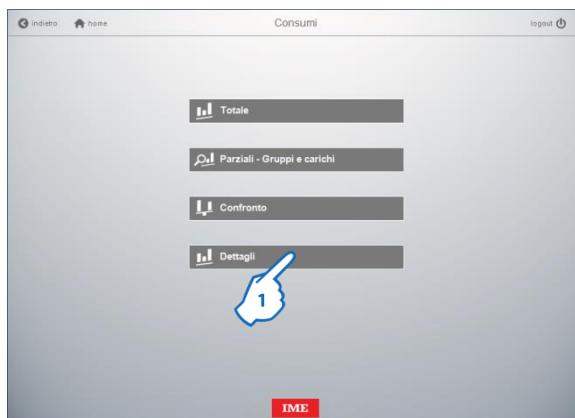 indietro home Consumi logout
Totale
Parziali - Gruppi e carichi
Confronto
Dettagli
1
IME